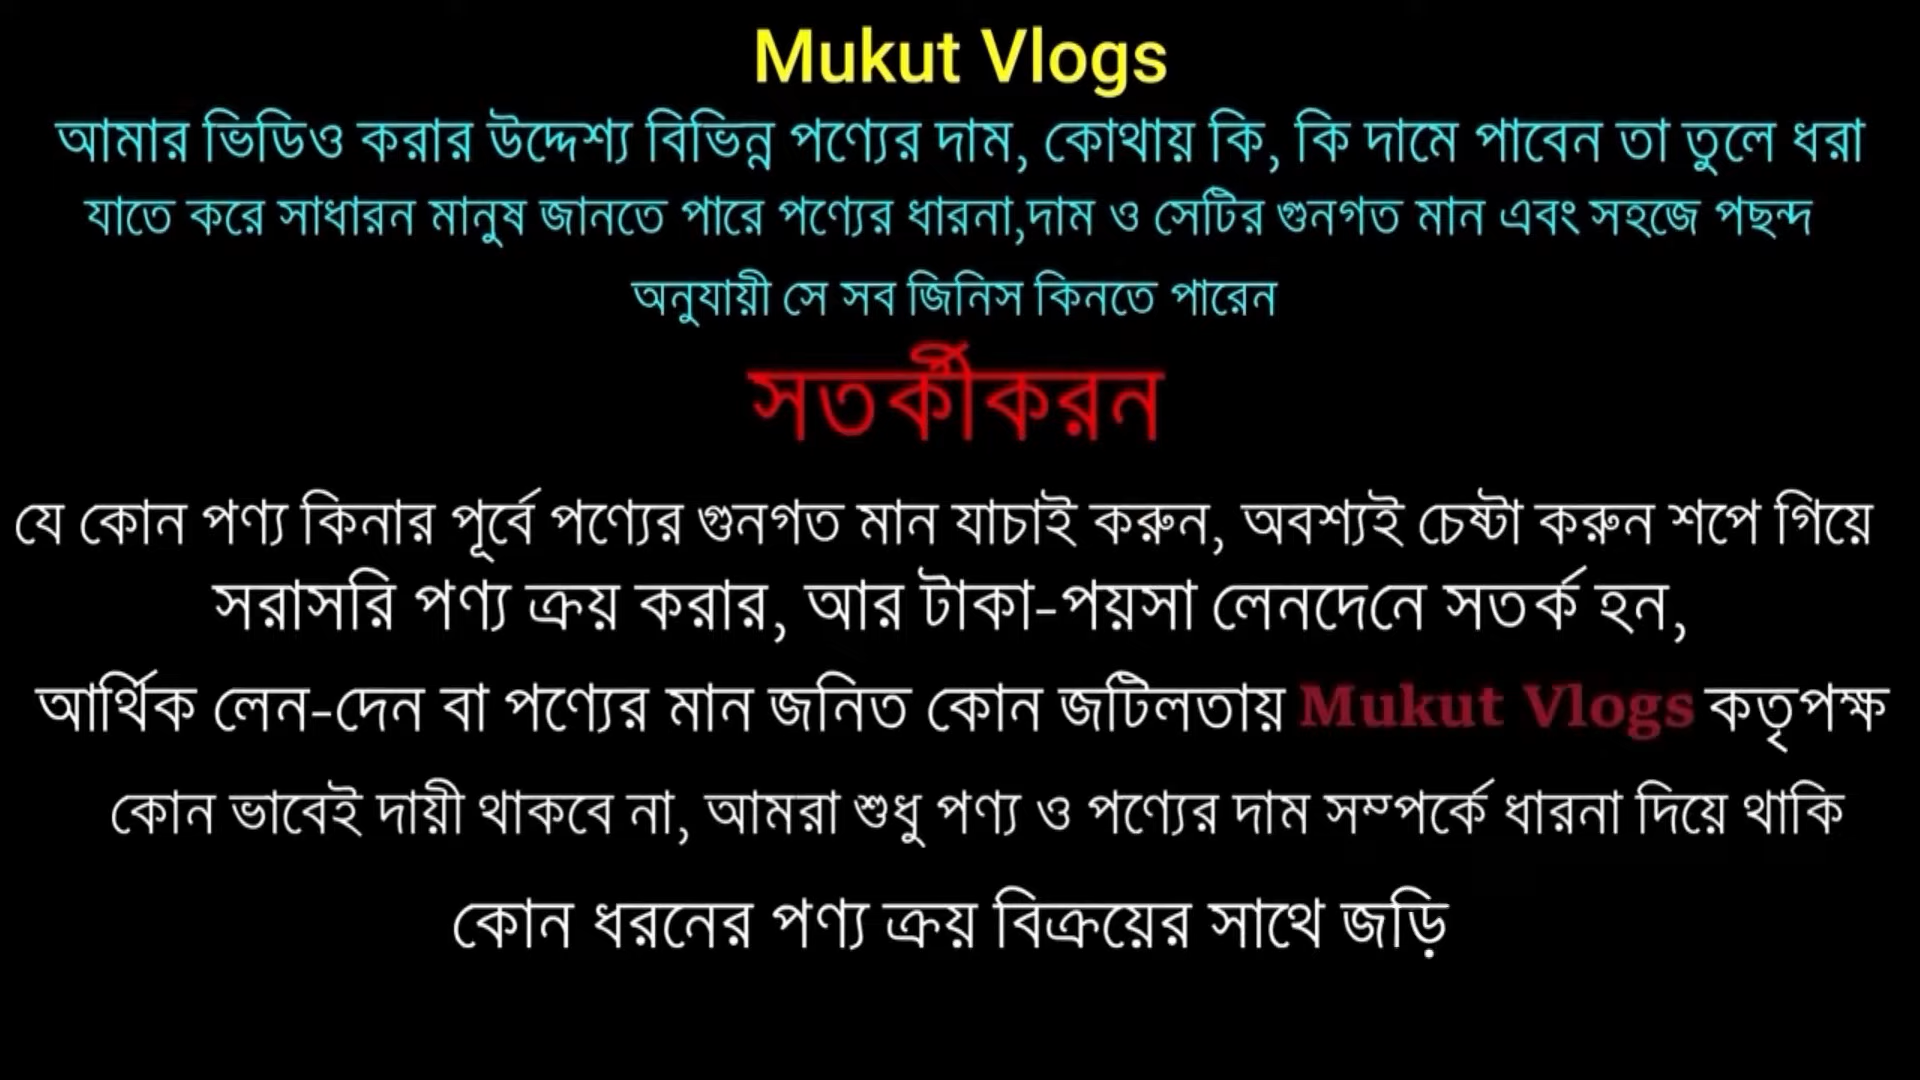 Mukut Vlogs
আমার ভিডিও করার উদ্দেশ্য বিভিন্ন পণ্যের দাম, কোথায় কি, কি দামে পাবেন তা তুলে ধরা
যাতে করে সাধারন মানুষ জানতে পারে পণ্যের ধারনা,দাম ও সেটির গুনগত মান এবং সহজে পছন্দ
অনুযায়ী সে সব জিনিস কিনতে পারেন
সতর্কীকরন
যে কোন পণ্য কিনার পূর্বে পণ্যের গুনগত মান যাচাই করুন, অবশ্যই চেষ্টা করুন শপে গিয়ে
সরাসরি পণ্য ক্রয় করার, আর টাকা-পয়সা লেনদেনে সতর্ক হন,
আর্থিক লেন-দেন বা পণ্যের মান জনিত কোন জটিলতায় Mukut Vlogs কতৃপক্ষ
কোন ভাবেই দায়ী থাকবে না, আমরা শুধু পণ্য ও পণ্যের দাম সম্পর্কে ধারনা দিয়ে থাকি
কোন ধরনের পণ্য ক্রয় বিক্রয়ের সাথে জড়ি